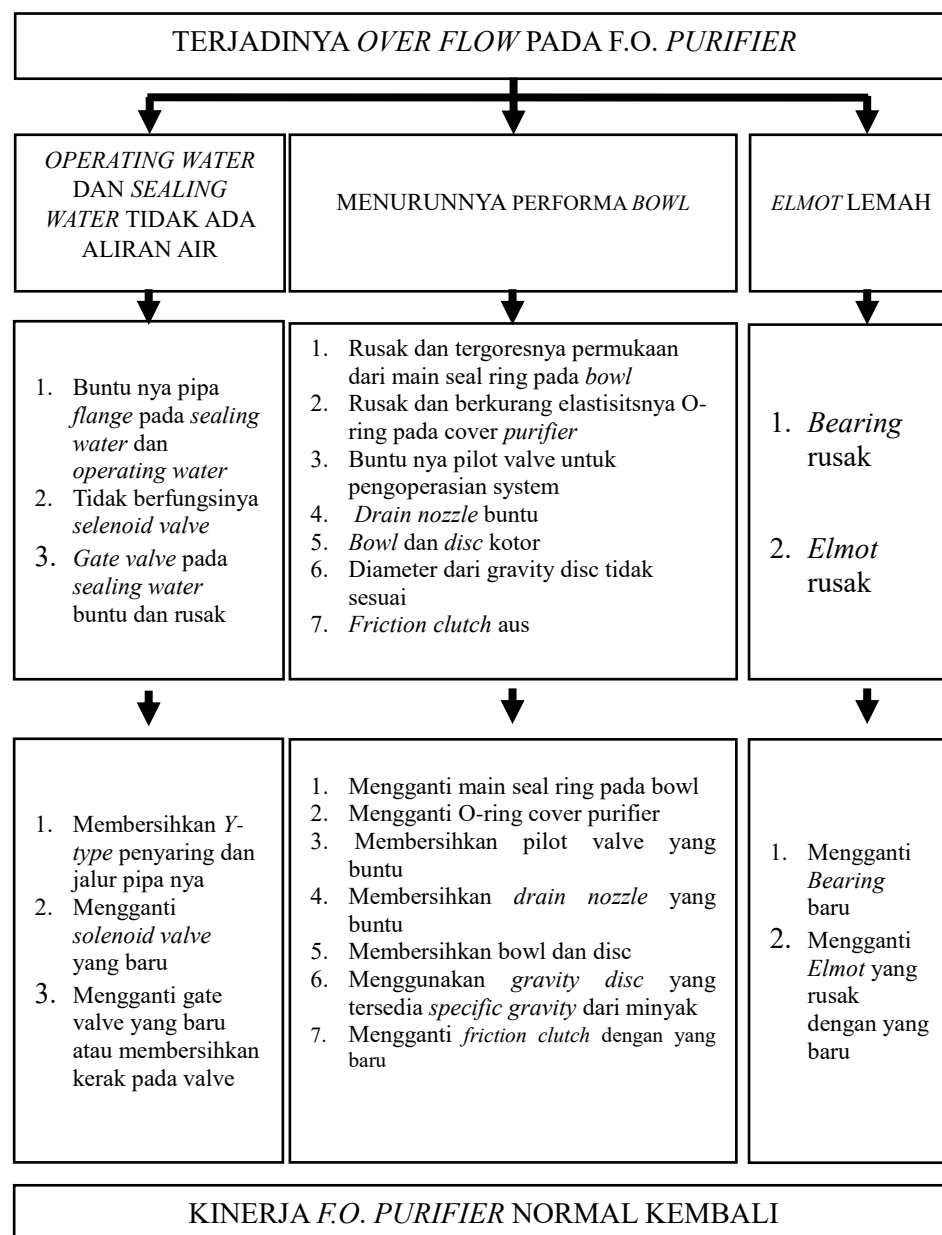 TERJADINYA OVER FLOW PADA F.O. PURIFIER
OPERATING WATER
DAN SEALING
WATER TIDAK ADA
ALIRAN AIR
MENURUNNYA PERFORMA BOWL
ELMOT LEMAH
1. Buntu nya pipa
flange pada sealing
water dan
operating water
2. Tidak berfungsinya
selenoid valve
3. Gate valve pada
sealing water
buntu dan rusak
1. Rusak dan tergoresnya permukaan
dari main seal ring pada bowl
2. Rusak dan berkurang elastisitsnya O-
ring pada cover purifier
3. Buntu nya pilot valve untuk
pengoperasian system
4. Drain nozzle buntu
5. Bowl dan disc kotor
6. Diameter dari gravity disc tidak
sesuai
7. Friction clutch aus
1. Bearing
rusak
2. Elmot
rusak
1. Membersihkan Y-
type penyaring dan
jalur pipa nya
2. Mengganti
solenoid valve
yang baru
3. Mengganti gate
valve yang baru
atau membersihkan
kerak pada valve
1. Mengganti main seal ring pada bowl
2. Mengganti O-ring cover purifier
3. Membersihkan pilot valve yang
buntu
4. Membersihkan drain nozzle yang
buntu
5. Membersihkan bowl dan disc
6. Menggunakan gravity disc yang
tersedia specific gravity dari minyak
7. Mengganti friction clutch dengan yang
baru
1. Mengganti
Bearing
baru
2. Mengganti
Elmot yang
rusak
dengan yang
baru
KINERJA F.O. PURIFIER NORMAL KEMBALI